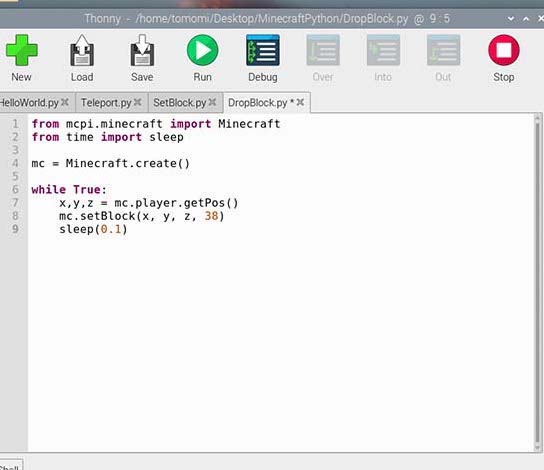 Thonny - /home/tomomi/Desktop/MinecraftPython/DropBlock.py @ 9 : 5
New Load Save Run Debug Over Into Out Stop
HelloWorld.py Teleport.py SetBlock.py DropBlock.py *
1 from mcpi.minecraft import Minecraft
2 from time import sleep
3
4 mc = Minecraft.create()
5
6 while True:
7     x,y,z = mc.player.getPos()
8     mc.setBlock(x, y, z, 38)
9     sleep(0.1)
Shell